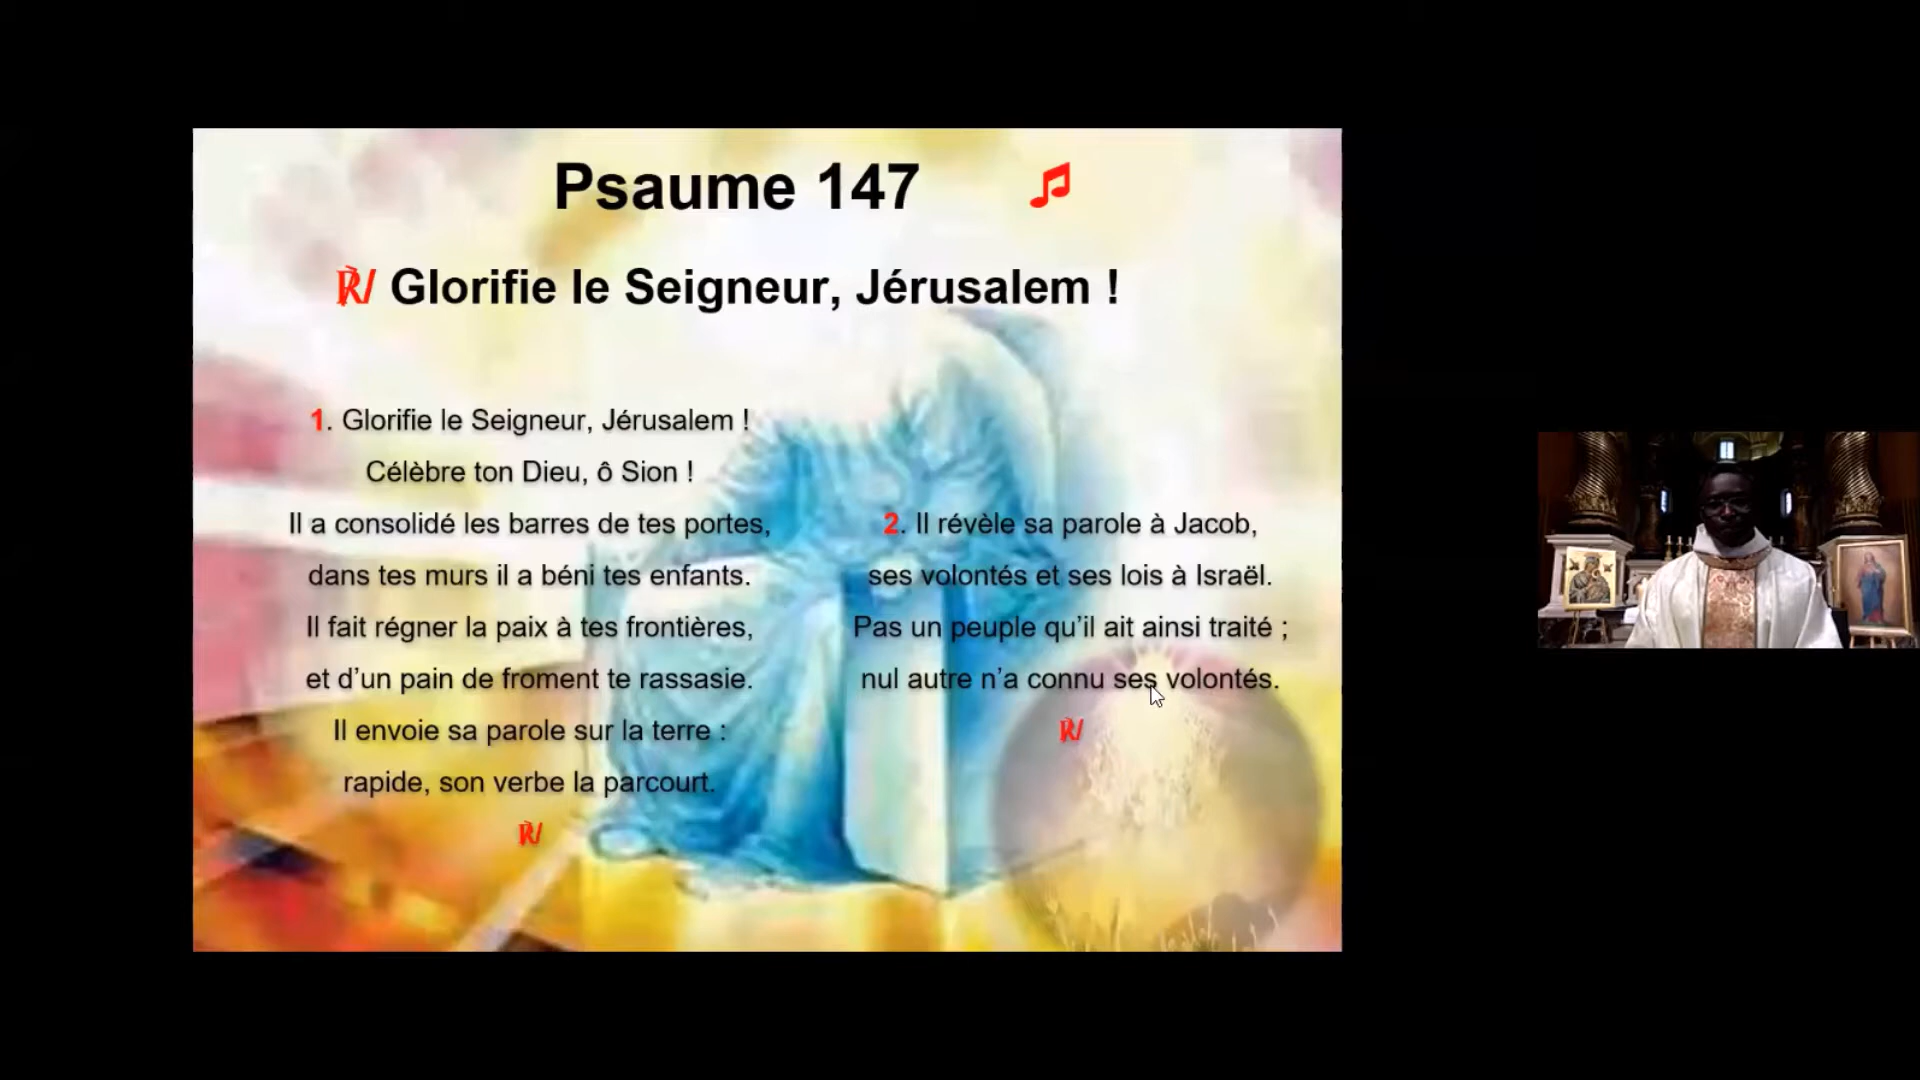 Psaume 147
℟/ Glorifie le Seigneur, Jérusalem !
1. Glorifie le Seigneur, Jérusalem !
Célèbre ton Dieu, ô Sion !
Il a consolidé les barres de tes portes,
dans tes murs il a béni tes enfants.
Il fait régner la paix à tes frontières,
et d’un pain de froment te rassasie.
Il envoie sa parole sur la terre :
rapide, son verbe la parcourt.
℟/
2. Il révèle sa parole à Jacob,
ses volontés et ses lois à Israël.
Pas un peuple qu’il ait ainsi traité ;
nul autre n’a connu ses volontés.
℟/